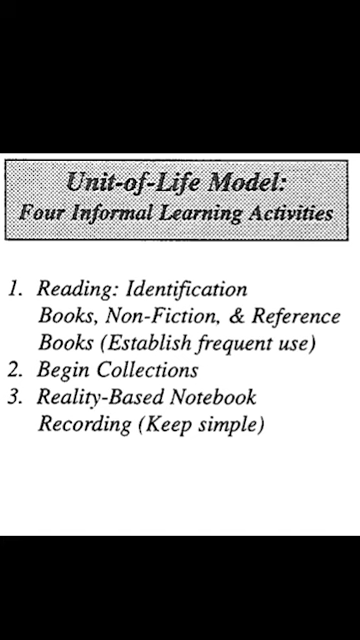 Unit-of-Life Model:
Four Informal Learning Activities
1. Reading: Identification
Books, Non-Fiction, & Reference
Books (Establish frequent use)
2. Begin Collections
3. Reality-Based Notebook
Recording (Keep simple)